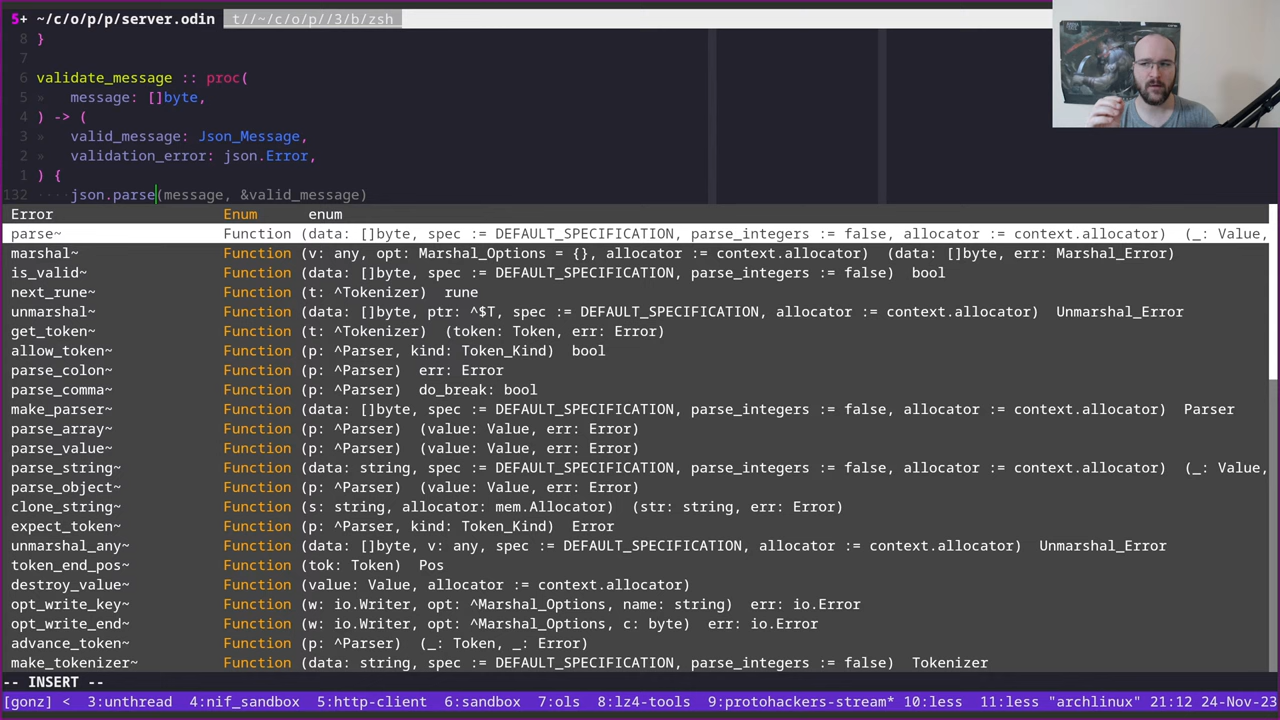 5+ ~/c/o/p/p/server.odin  t//~/c/o/p//3/b/zsh
8 }
7
6 validate_message :: proc(
5 »   message: []byte,
4 ) -> (
3 »   valid_message: Json_Message,
2 »   validation_error: json.Error,
1 ) {
132 ····json.parse(message, &valid_message)
Error Enum enum
parse~ Function (data: []byte, spec := DEFAULT_SPECIFICATION, parse_integers := false, allocator := context.allocator)  (_: Value,
marshal~ Function (v: any, opt: Marshal_Options = {}, allocator := context.allocator)  (data: []byte, err: Marshal_Error)
is_valid~ Function (data: []byte, spec := DEFAULT_SPECIFICATION, parse_integers := false)  bool
next_rune~ Function (t: ^Tokenizer)  rune
unmarshal~ Function (data: []byte, ptr: ^$T, spec := DEFAULT_SPECIFICATION, allocator := context.allocator)  Unmarshal_Error
get_token~ Function (t: ^Tokenizer)  (token: Token, err: Error)
allow_token~ Function (p: ^Parser, kind: Token_Kind)  bool
parse_colon~ Function (p: ^Parser)  err: Error
parse_comma~ Function (p: ^Parser)  do_break: bool
make_parser~ Function (data: []byte, spec := DEFAULT_SPECIFICATION, parse_integers := false, allocator := context.allocator)  Parser
parse_array~ Function (p: ^Parser)  (value: Value, err: Error)
parse_value~ Function (p: ^Parser)  (value: Value, err: Error)
parse_string~ Function (data: string, spec := DEFAULT_SPECIFICATION, parse_integers := false, allocator := context.allocator)  (_: Value,
parse_object~ Function (p: ^Parser)  (value: Value, err: Error)
clone_string~ Function (s: string, allocator: mem.Allocator)  (str: string, err: Error)
expect_token~ Function (p: ^Parser, kind: Token_Kind)  Error
unmarshal_any~ Function (data: []byte, v: any, spec := DEFAULT_SPECIFICATION, allocator := context.allocator)  Unmarshal_Error
token_end_pos~ Function (tok: Token)  Pos
destroy_value~ Function (value: Value, allocator := context.allocator)
opt_write_key~ Function (w: io.Writer, opt: ^Marshal_Options, name: string)  err: io.Error
opt_write_end~ Function (w: io.Writer, opt: ^Marshal_Options, c: byte)  err: io.Error
advance_token~ Function (p: ^Parser)  (_: Token, _: Error)
make_tokenizer~ Function (data: string, spec := DEFAULT_SPECIFICATION, parse_integers := false)  Tokenizer
-- INSERT --
[gonz] <  3:unthread  4:nif_sandbox  5:http-client  6:sandbox  7:ols  8:lz4-tools  9:protohackers-stream* 10:less  11:less "archlinux" 21:12 24-Nov-23